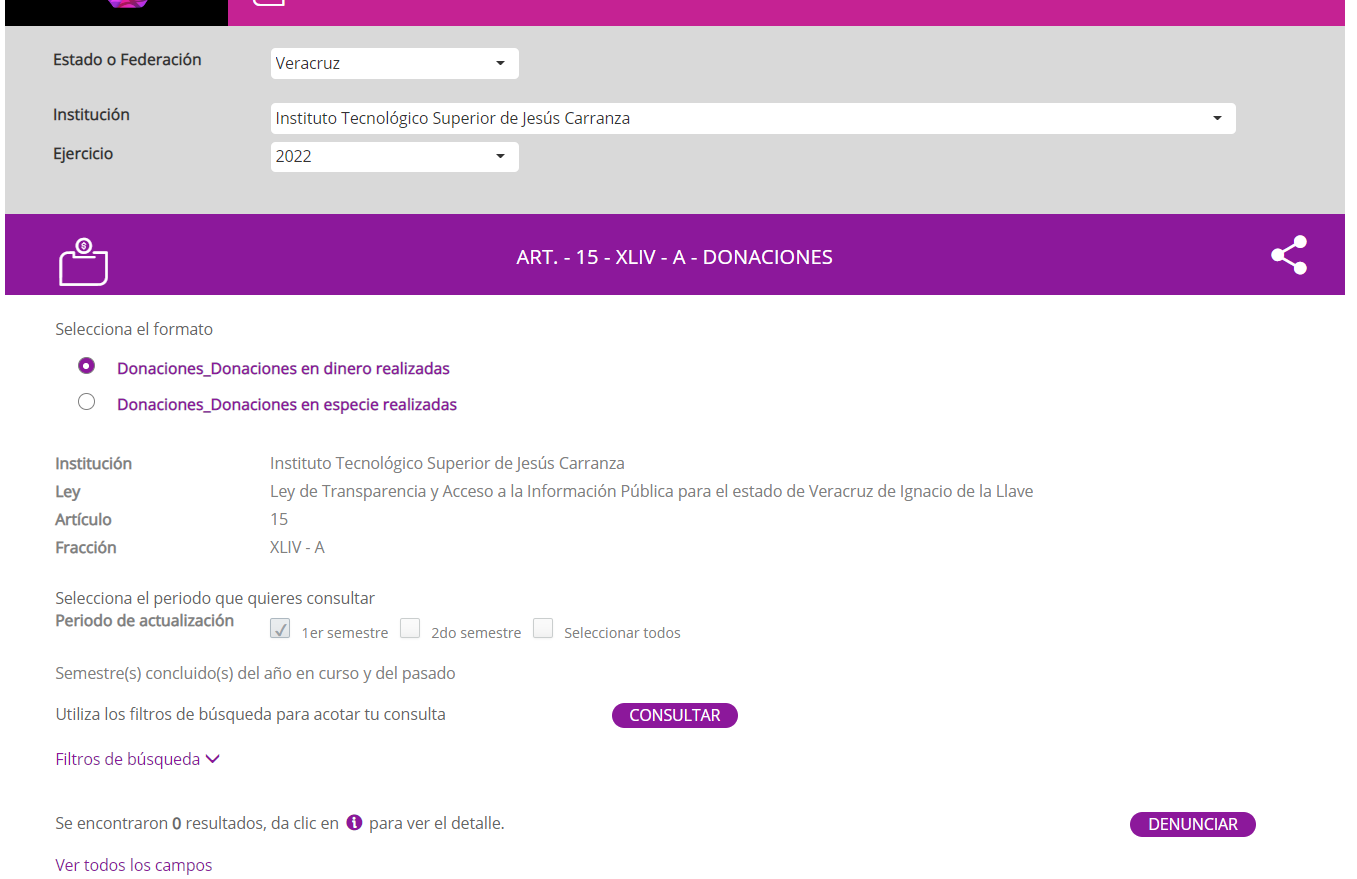 Estado o Federación
Veracruz
Institución
Instituto Tecnológico Superior de Jesús Carranza
Ejercicio
2022
ART. - 15 - XLIV - A - DONACIONES
Selecciona el formato
Donaciones_Donaciones en dinero realizadas
Donaciones_Donaciones en especie realizadas
Institución Instituto Tecnológico Superior de Jesús Carranza
Ley Ley de Transparencia y Acceso a la Información Pública para el estado de Veracruz de Ignacio de la Llave
Artículo 15
Fracción XLIV - A
Selecciona el periodo que quieres consultar
Periodo de actualización 1er semestre 2do semestre Seleccionar todos
Semestre(s) concluido(s) del año en curso y del pasado
Utiliza los filtros de búsqueda para acotar tu consulta CONSULTAR
Filtros de búsqueda
Se encontraron 0 resultados, da clic en i para ver el detalle. DENUNCIAR
Ver todos los campos